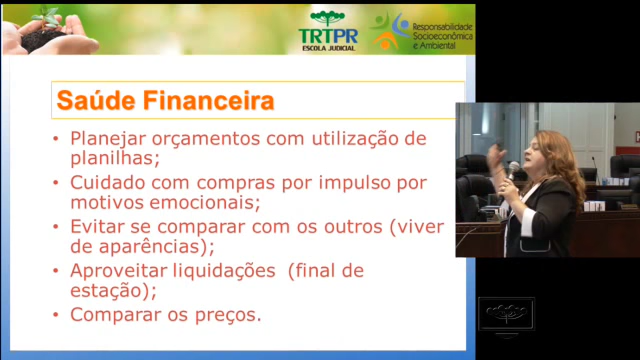 TRTPR
ESCOLA JUDICIAL
Responsabilidade
Socioeconômica
e Ambiental
Saúde Financeira
• Planejar orçamentos com utilização de
planilhas;
• Cuidado com compras por impulso por
motivos emocionais;
• Evitar se comparar com os outros (viver
de aparências);
• Aproveitar liquidações (final de
estação);
• Comparar os preços.